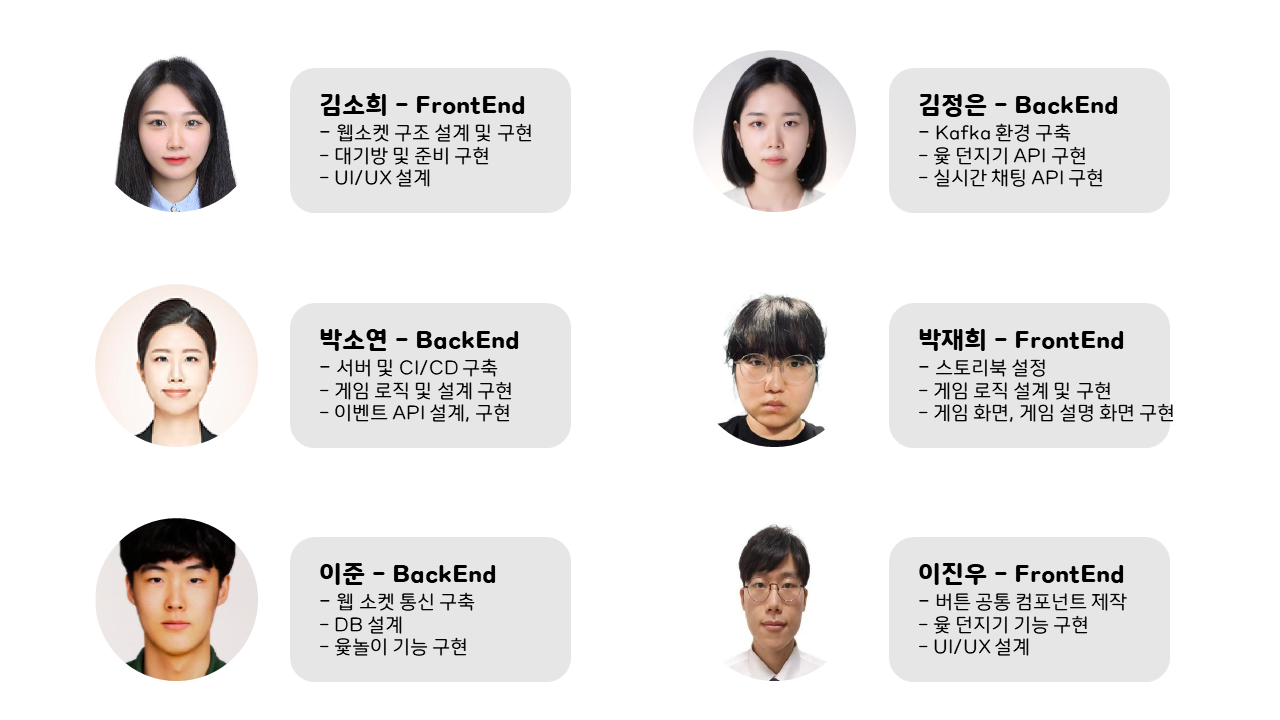 김소희 - FrontEnd
- 웹소켓 구조 설계 및 구현
- 대기방 및 준비 구현
- UI/UX 설계
김정은 - BackEnd
- Kafka 환경 구축
- 윷 던지기 API 구현
- 실시간 채팅 API 구현
박소연 - BackEnd
- 서버 및 CI/CD 구축
- 게임 로직 및 설계 구현
- 이벤트 API 설계, 구현
박재희 - FrontEnd
- 스토리북 설정
- 게임 로직 설계 및 구현
- 게임 화면, 게임 설명 화면 구현
이준 - BackEnd
- 웹 소켓 통신 구축
- DB 설계
- 윷놀이 기능 구현
이진우 - FrontEnd
- 버튼 공통 컴포넌트 제작
- 윷 던지기 기능 구현
- UI/UX 설계